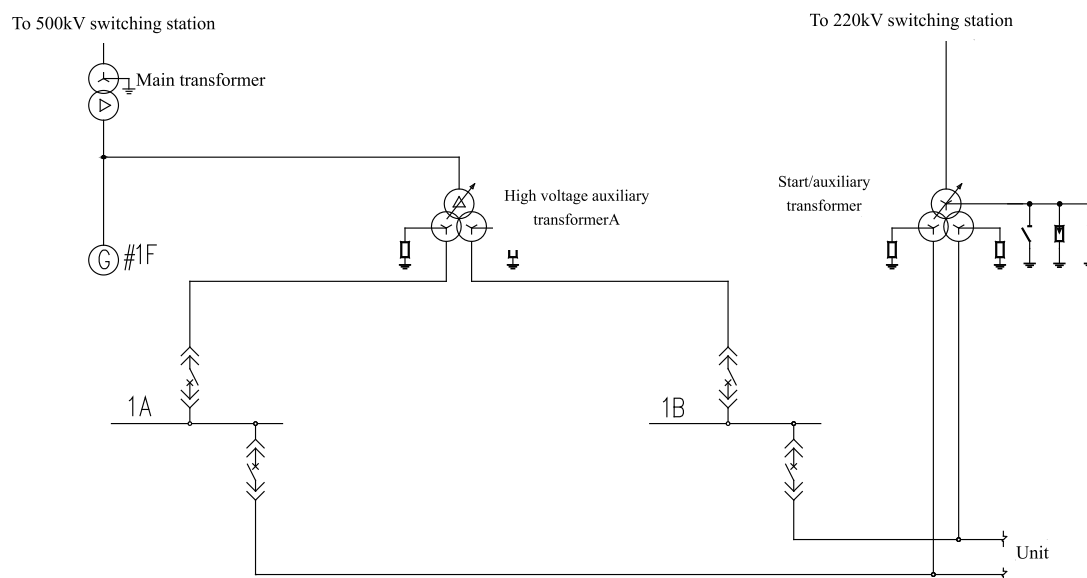 To 500kV switching station
To 220kV switching station
Main transformer
High voltage auxiliary
transformerA
Start/auxiliary
transformer
G
#1F
1A
1B
Unit